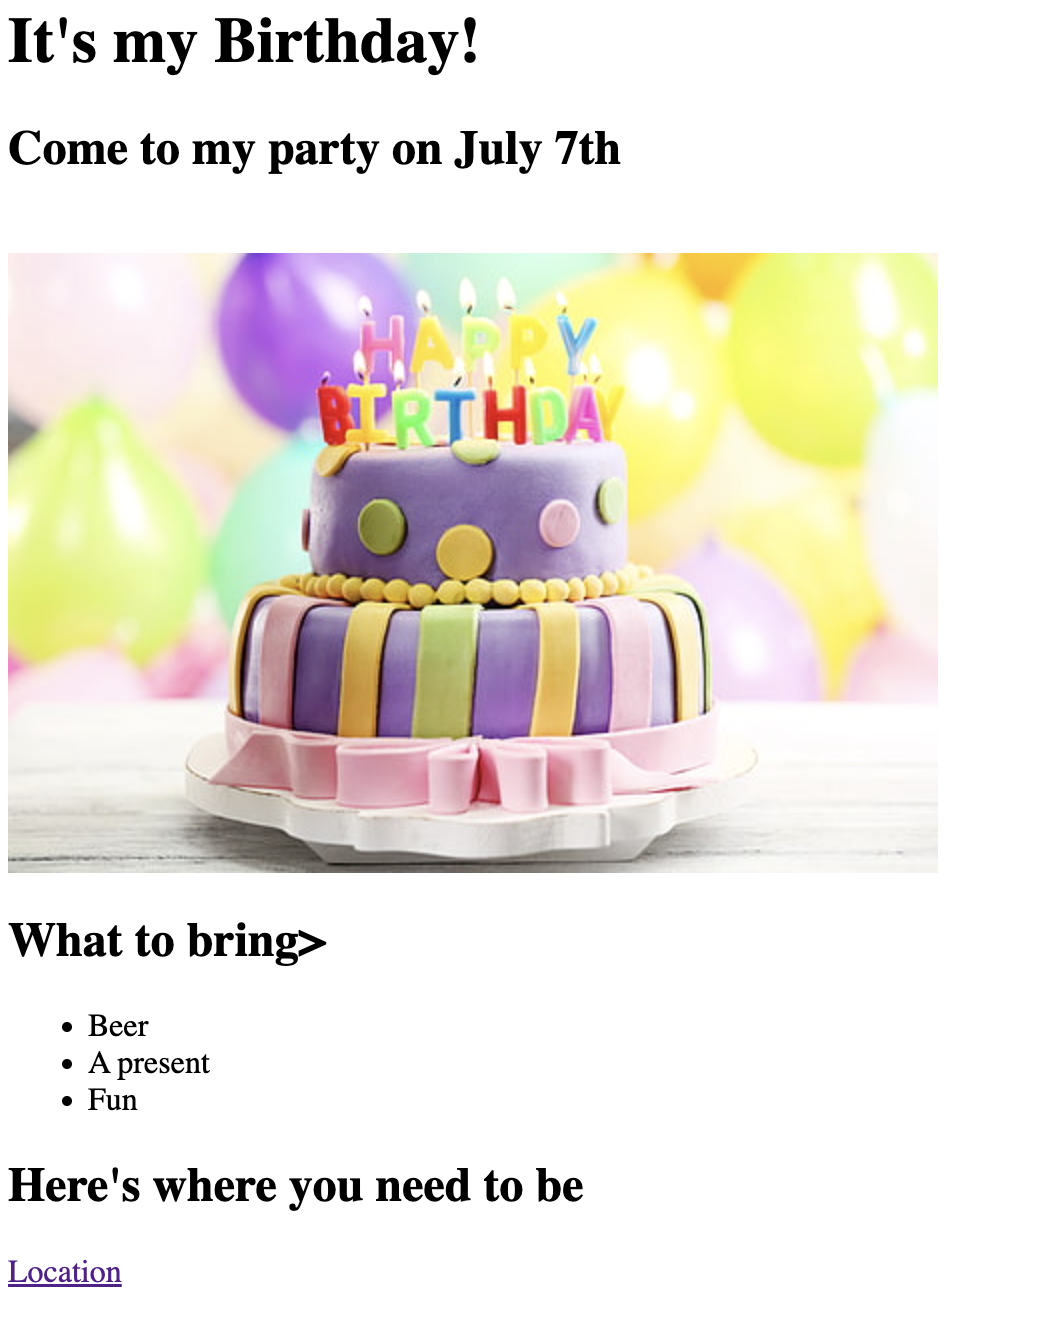 It's my Birthday!
Come to my party on July 7th
HAPPY
BIRTHDAY
What to bring>
Beer
A present
Fun
Here's where you need to be
Location